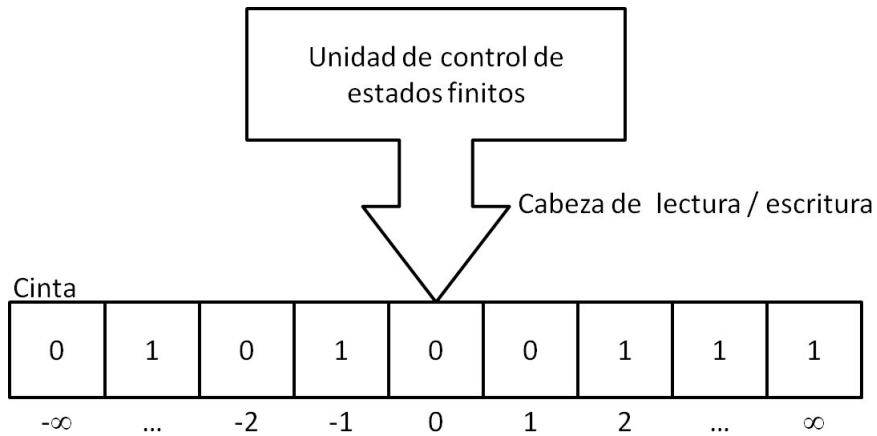 Unidad de control de
estados finitos
Cabeza de lectura / escritura
Cinta
0 1 0 1 0 0 1 1 1
-∞ ... -2 -1 0 1 2 ... ∞